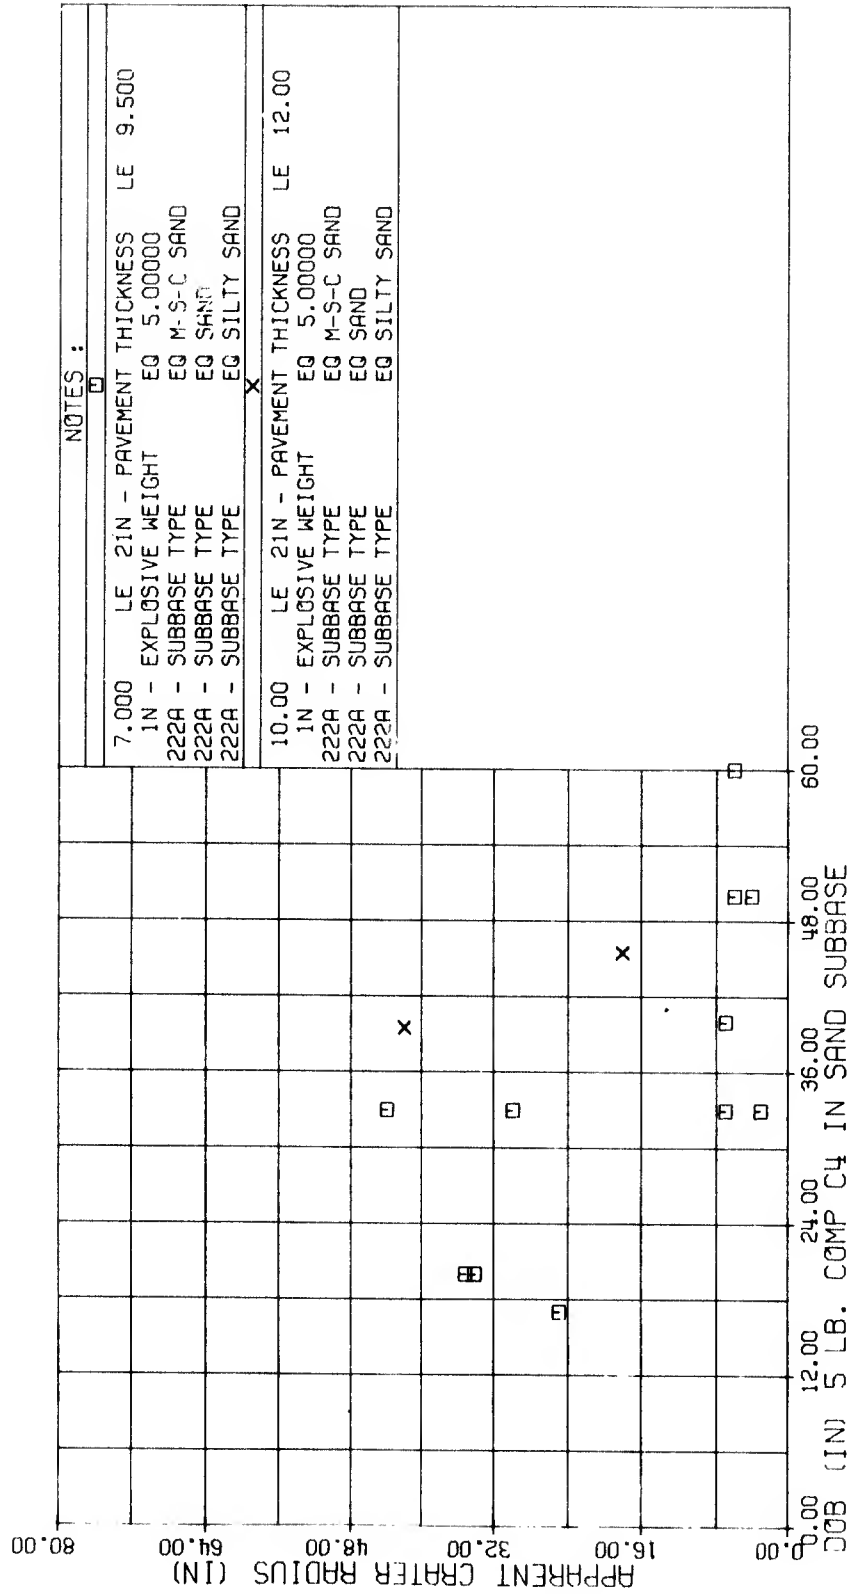 NOTES :
7.000 LE 21N - PAVEMENT THICKNESS LE 9.500
1N - EXPLOSIVE WEIGHT EQ 5.00000
222A - SUBBASE TYPE EQ M-S-C SAND
222A - SUBBASE TYPE EQ SAND
222A - SUBBASE TYPE EQ SILTY SAND
10.00 LE 21N - PAVEMENT THICKNESS LE 12.00
1N - EXPLOSIVE WEIGHT EQ 5.00000
222A - SUBBASE TYPE EQ M-S-C SAND
222A - SUBBASE TYPE EQ SAND
222A - SUBBASE TYPE EQ SILTY SAND
APPARENT CRATER RADIUS (IN)
80.00
64.00
48.00
32.00
16.00
0.00
0.00 12.00 24.00 36.00 48.00 60.00
DOB (IN) 5 LB. COMP C4 IN SAND SUBBASE